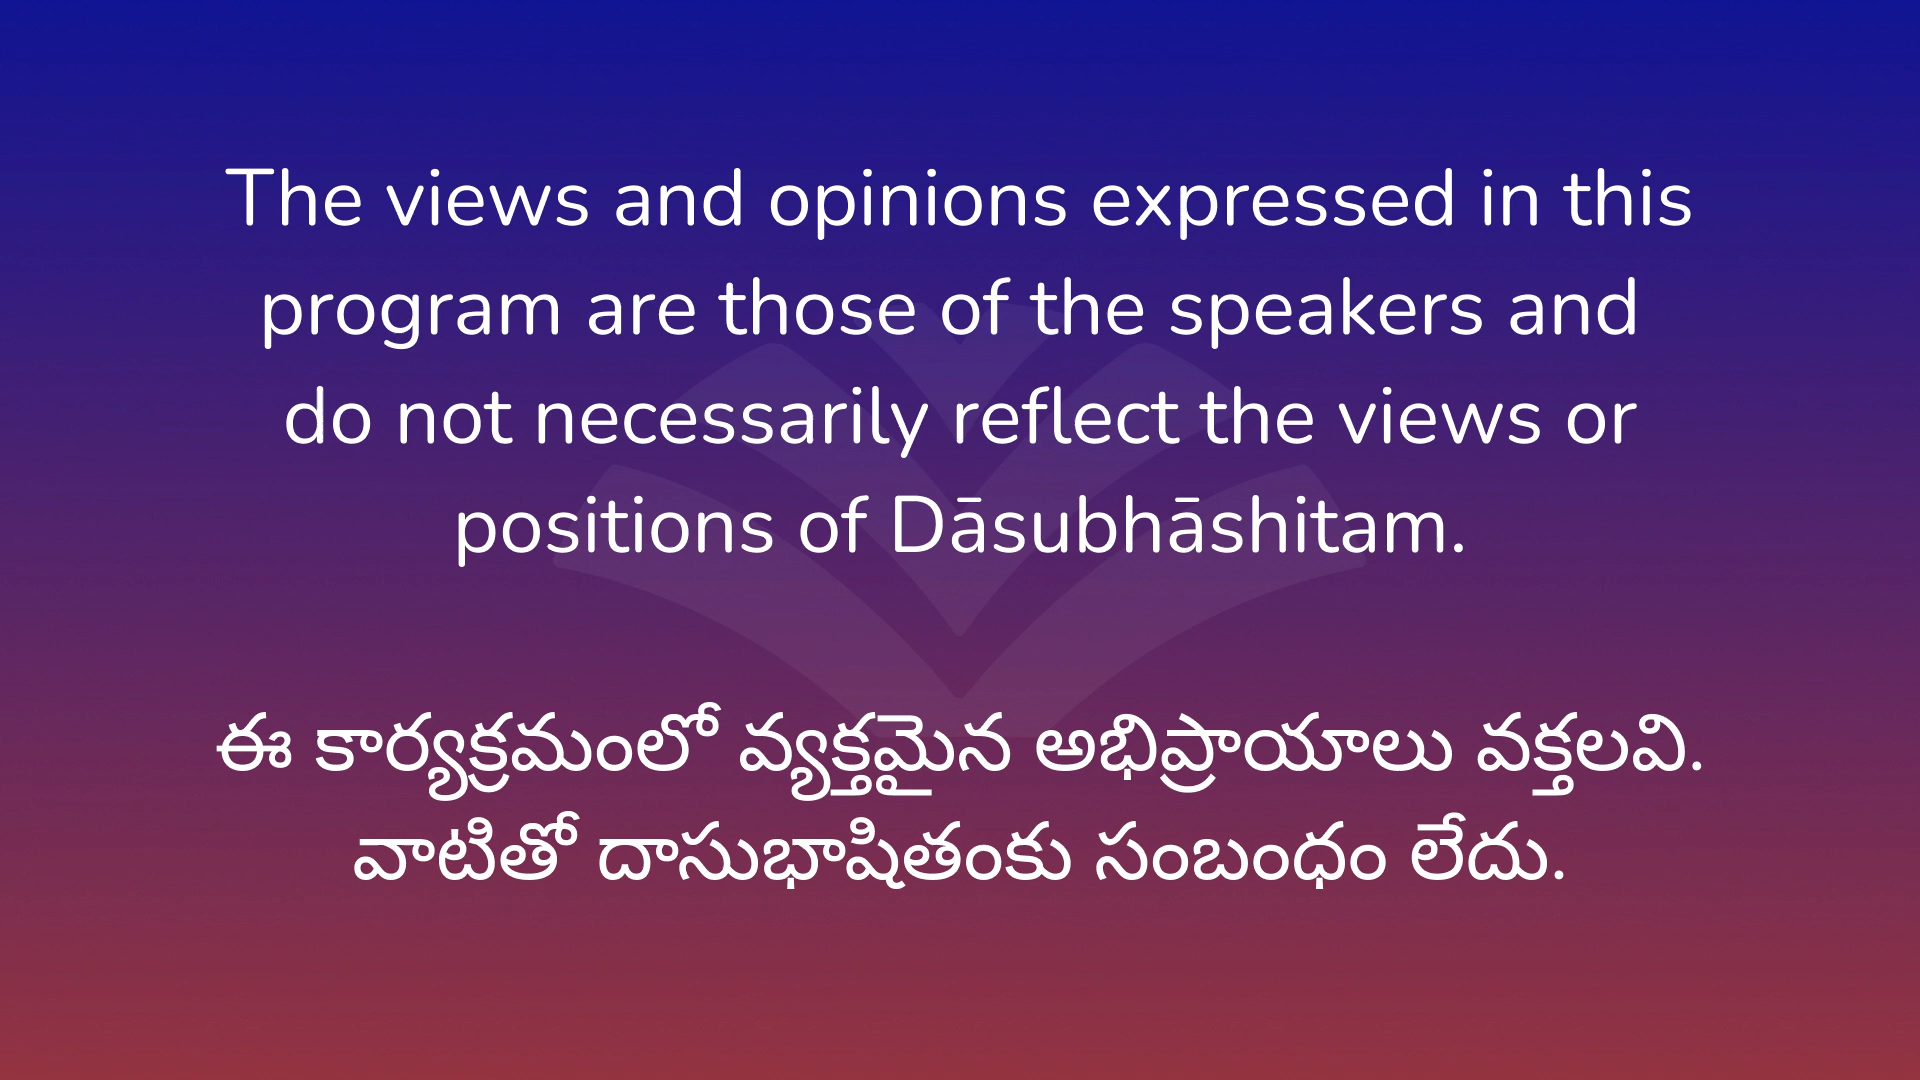 The views and opinions expressed in this
program are those of the speakers and
do not necessarily reflect the views or
positions of Dāsubhāshitam.
ఈ కార్యక్రమంలో వ్యక్తమైన అభిప్రాయాలు వక్తలవి.
వాటితో దాసుభాషితంకు సంబంధం లేదు.